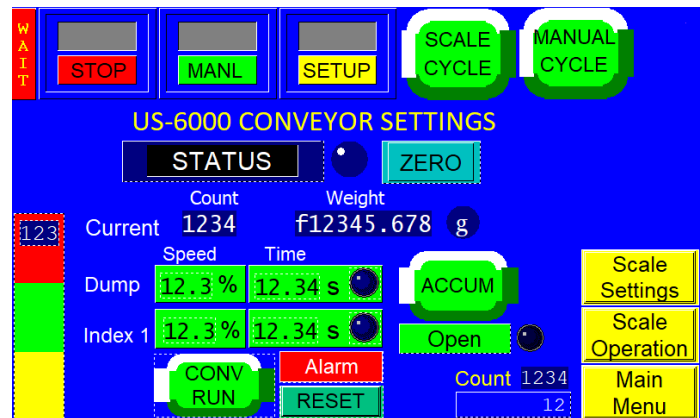 WAIT
STOP MANL SETUP
SCALE CYCLE
MANUAL CYCLE
US-6000 CONVEYOR SETTINGS
STATUS ZERO
Count Weight
123 Current 1234 f12345.678 g
Speed Time
Dump 12.3 % 12.34 s
ACCUM
Index 1 12.3 % 12.34 s
Open
CONV RUN
Alarm
RESET
Count 1234
12
Scale Settings
Scale Operation
Main Menu